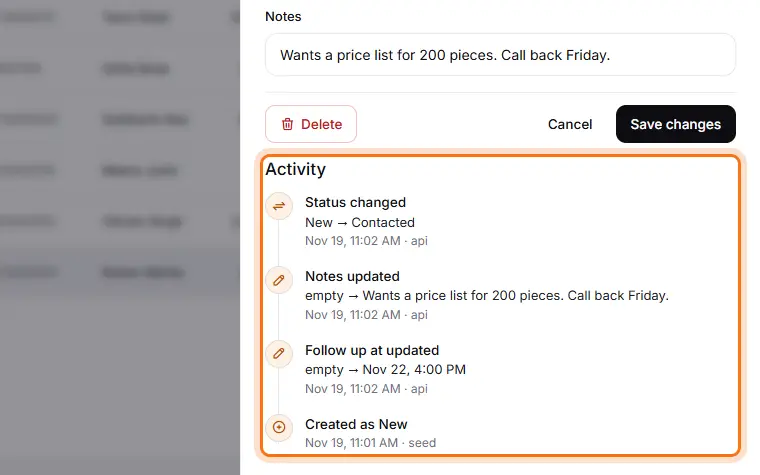 Notes
Wants a price list for 200 pieces. Call back Friday.
Delete
Cancel
Save changes
Activity
Status changed
New → Contacted
Nov 19, 11:02 AM · api
Notes updated
empty → Wants a price list for 200 pieces. Call back Friday.
Nov 19, 11:02 AM · api
Follow up at updated
empty → Nov 22, 4:00 PM
Nov 19, 11:02 AM · api
Created as New
Nov 19, 11:01 AM · seed